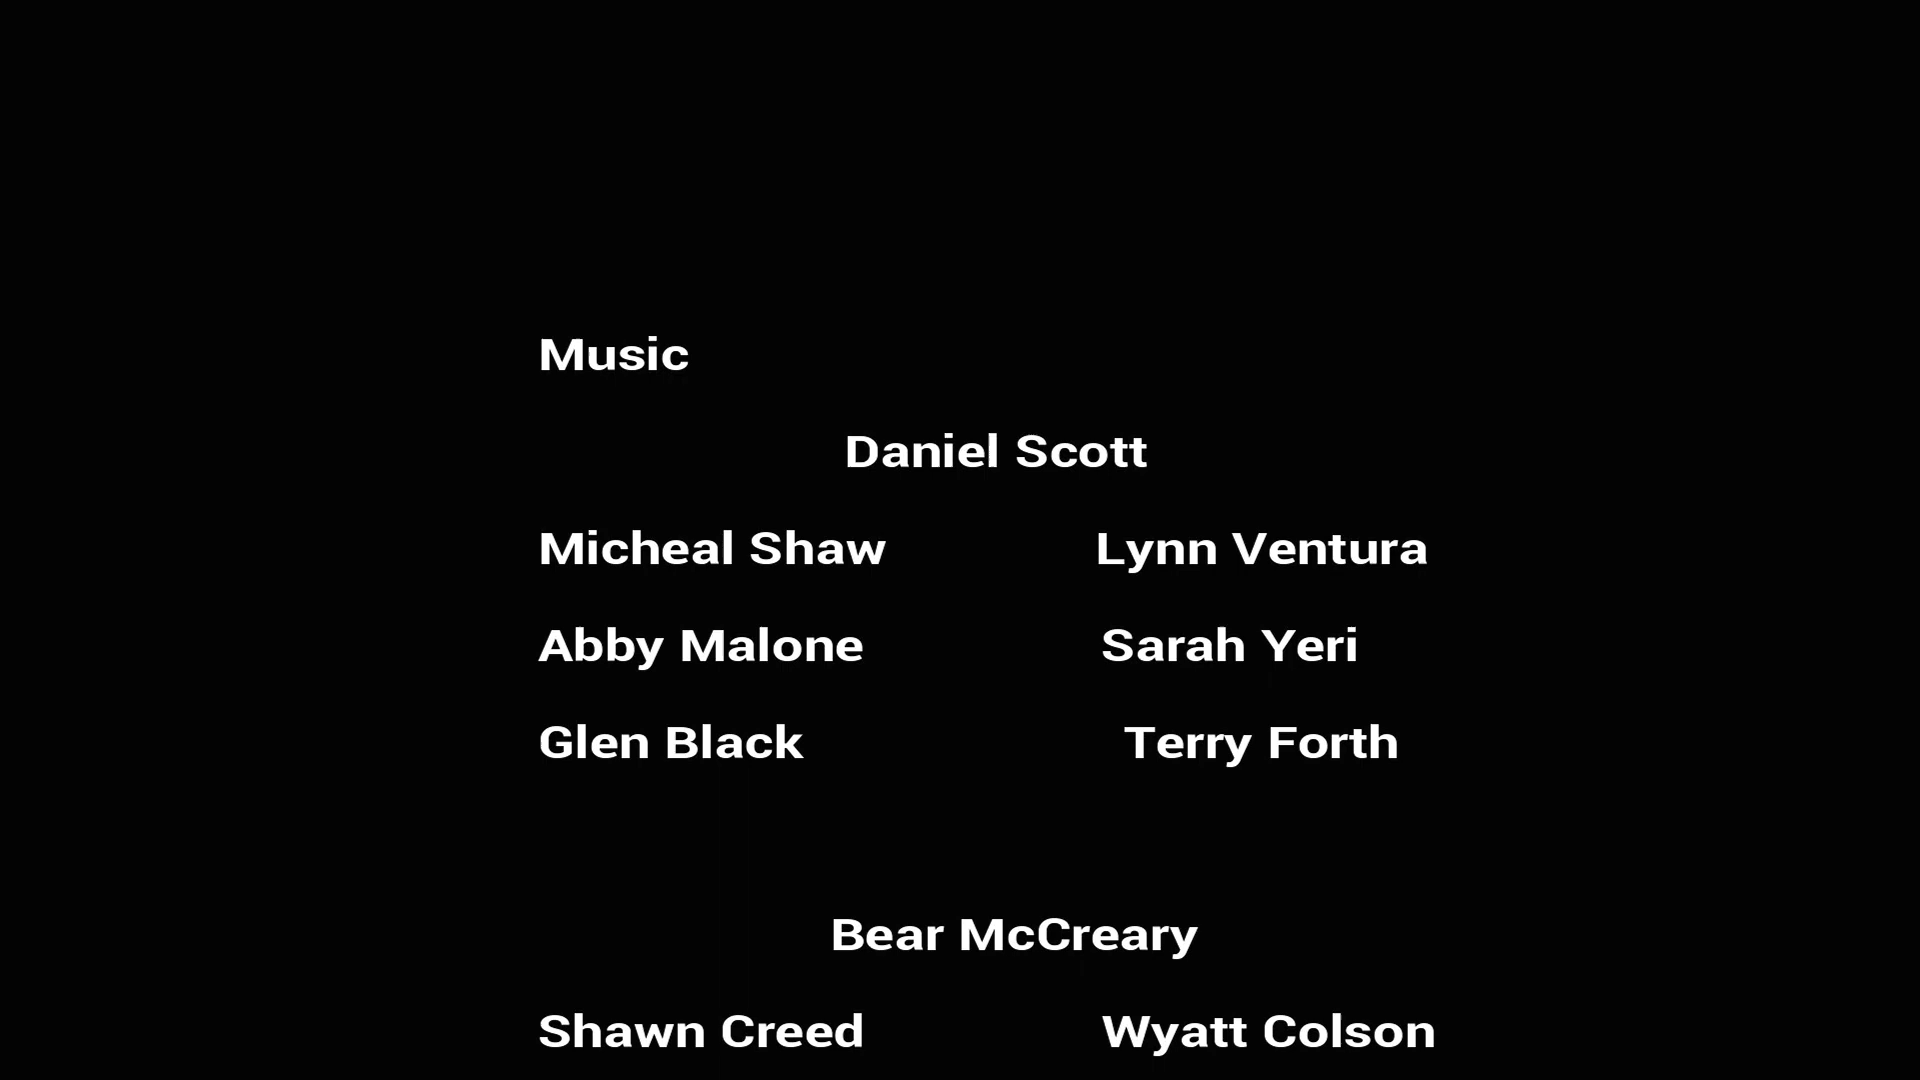 Music
Daniel Scott
Micheal Shaw Lynn Ventura
Abby Malone Sarah Yeri
Glen Black Terry Forth
Bear McCreary
Shawn Creed Wyatt Colson